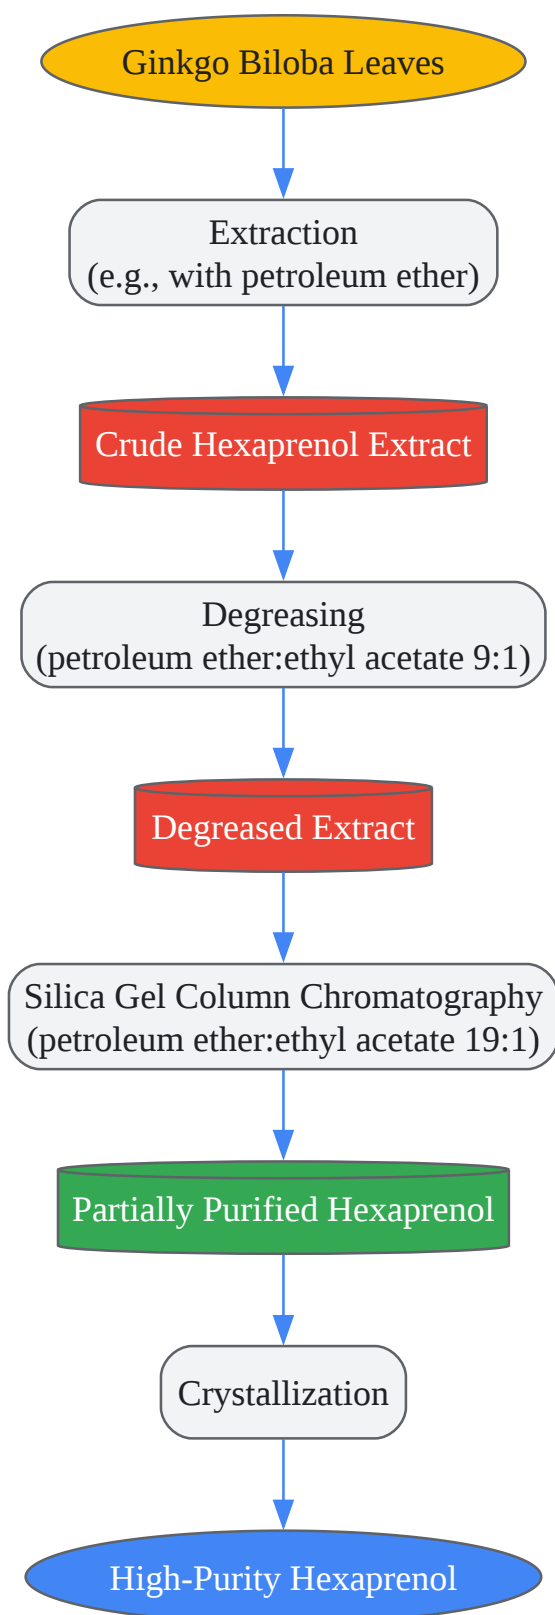 Ginkgo Biloba Leaves
Extraction
(e.g., with petroleum ether)
Crude Hexaprenol Extract
Degreasing
(petroleum ether:ethyl acetate 9:1)
Degreased Extract
Silica Gel Column Chromatography
(petroleum ether:ethyl acetate 19:1)
Partially Purified Hexaprenol
Crystallization
High-Purity Hexaprenol